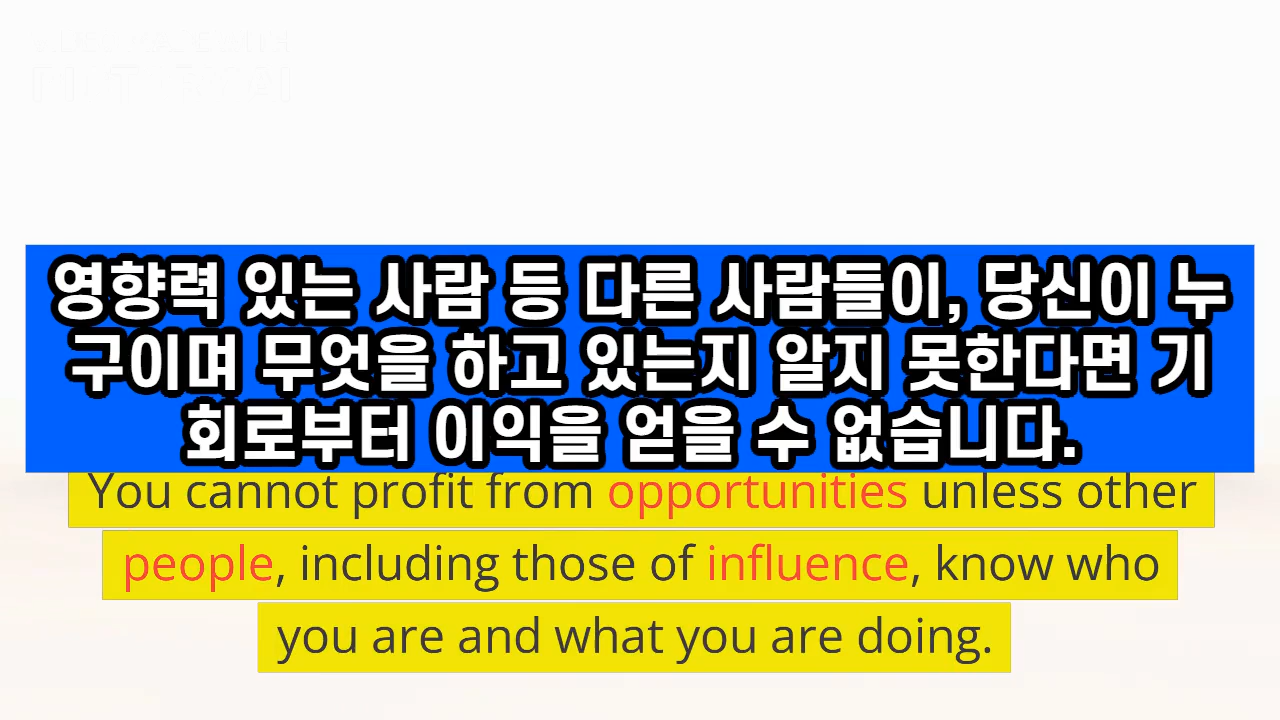 영향력 있는 사람 등 다른 사람들이, 당신이 누
구이며 무엇을 하고 있는지 알지 못한다면 기
회로부터 이익을 얻을 수 없습니다.
You cannot profit from opportunities unless other
people, including those of influence, know who
you are and what you are doing.